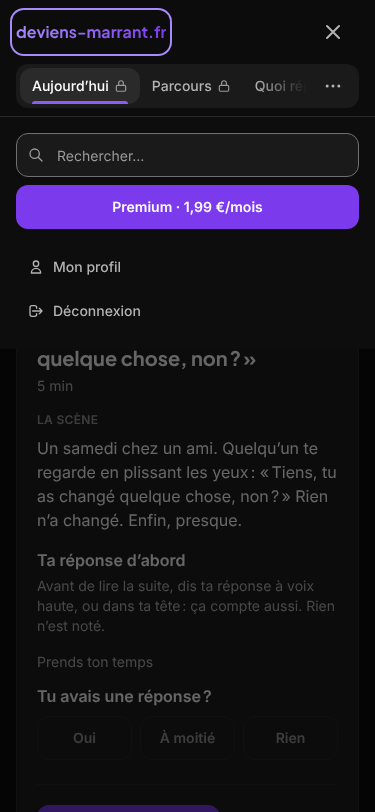 deviens-marrant.fr
Aujourd’hui Parcours Quoi
Rechercher…
Premium · 1,99 €/mois
Mon profil
Déconnexion
quelque chose, non ? »
5 min
LA SCÈNE
Un samedi chez un ami. Quelqu’un te
regarde en plissant les yeux : « Tiens, tu
as changé quelque chose, non ? » Rien
n’a changé. Enfin, presque.
Ta réponse d’abord
Avant de lire la suite, dis ta réponse à voix
haute, ou dans ta tête : ça compte aussi. Rien
n’est noté.
Prends ton temps
Tu avais une réponse ?
Oui À moitié Rien